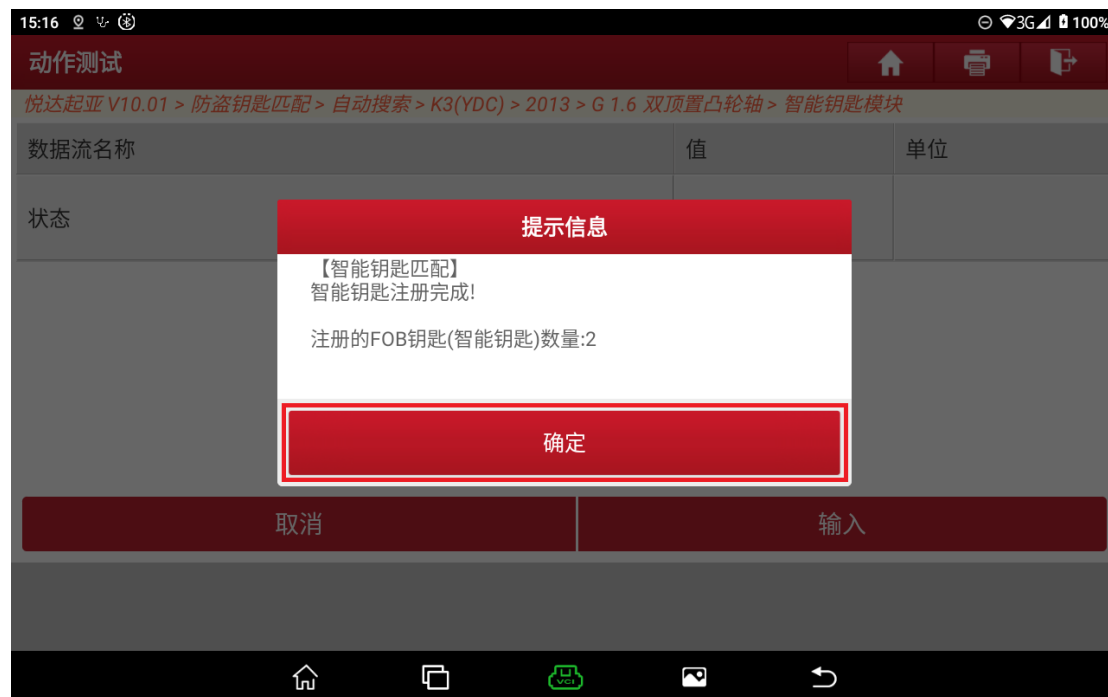 15:16 3G 100%
动作测试
悦达起亚 V10.01 > 防盗钥匙匹配 > 自动搜索 > K3(YDC) > 2013 > G 1.6 双顶置凸轮轴 > 智能钥匙模块
数据流名称 值 单位
状态
提示信息
【智能钥匙匹配】
智能钥匙注册完成!
注册的FOB钥匙(智能钥匙)数量:2
确定
取消 输入
VCI